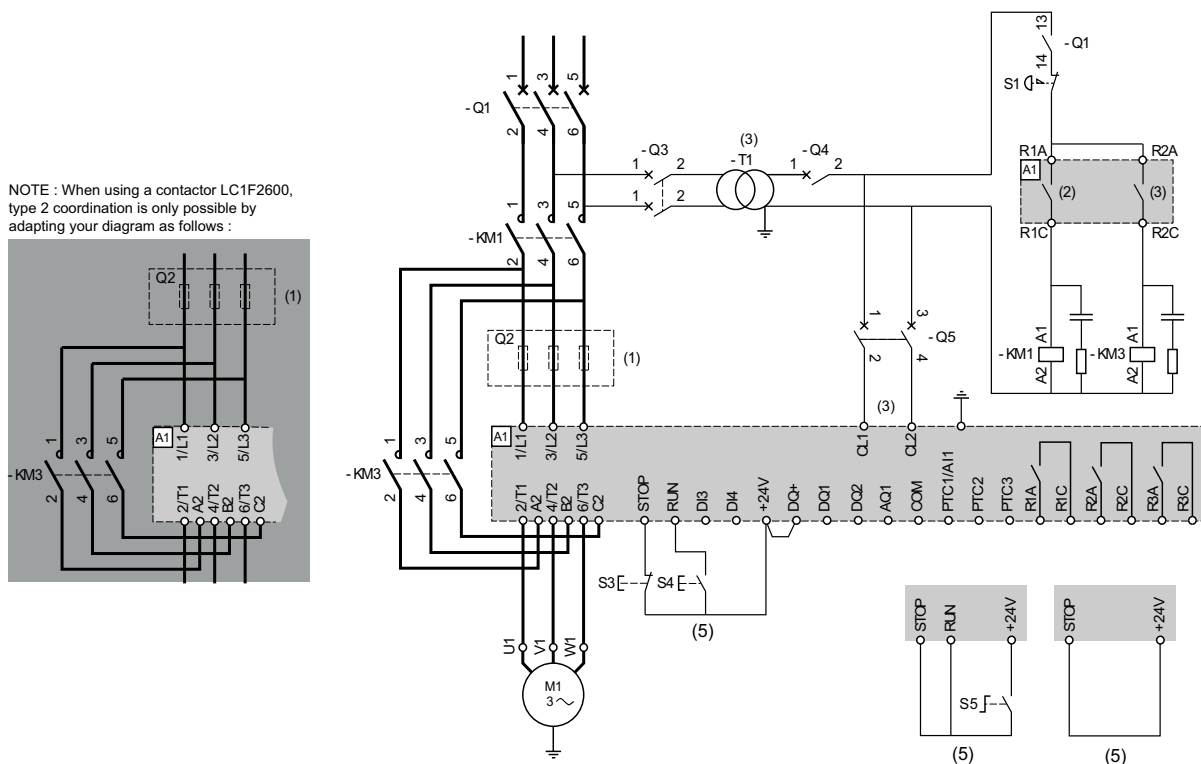 NOTE : When using a contactor LC1F2600,
type 2 coordination is only possible by
adapting your diagram as follows :
Q2
(1)
1
3
5
- KM3
2
4
6
A1
1/L1
3/L2
5/L3
2/T1
A2
4/T2
B2
6/T3
C2
1
3
5
- Q1
2
4
6
1
3
5
- KM1
2
4
6
- Q3
1
2
1
2
(3)
- T1
- Q4
1
2
13
- Q1
14
S1
R1A
R2A
A1
(2)
(3)
R1C
R2C
- KM1
A1
A2
- KM3
A1
A2
Q2
(1)
1
3
- Q5
2
4
(3)
1
3
5
- KM3
2
4
6
A1
1/L1
3/L2
5/L3
CL1
CL2
2/T1
A2
4/T2
B2
6/T3
C2
STOP
RUN
DI3
DI4
+24V
DQ+
DQ1
DQ2
AQ1
COM
PTC1/AI1
PTC2
PTC3
R1A
R1C
R2A
R2C
R3A
R3C
S3
S4
(5)
U1
V1
W1
M1
3
STOP
RUN
+24V
S5
(5)
STOP
+24V
(5)